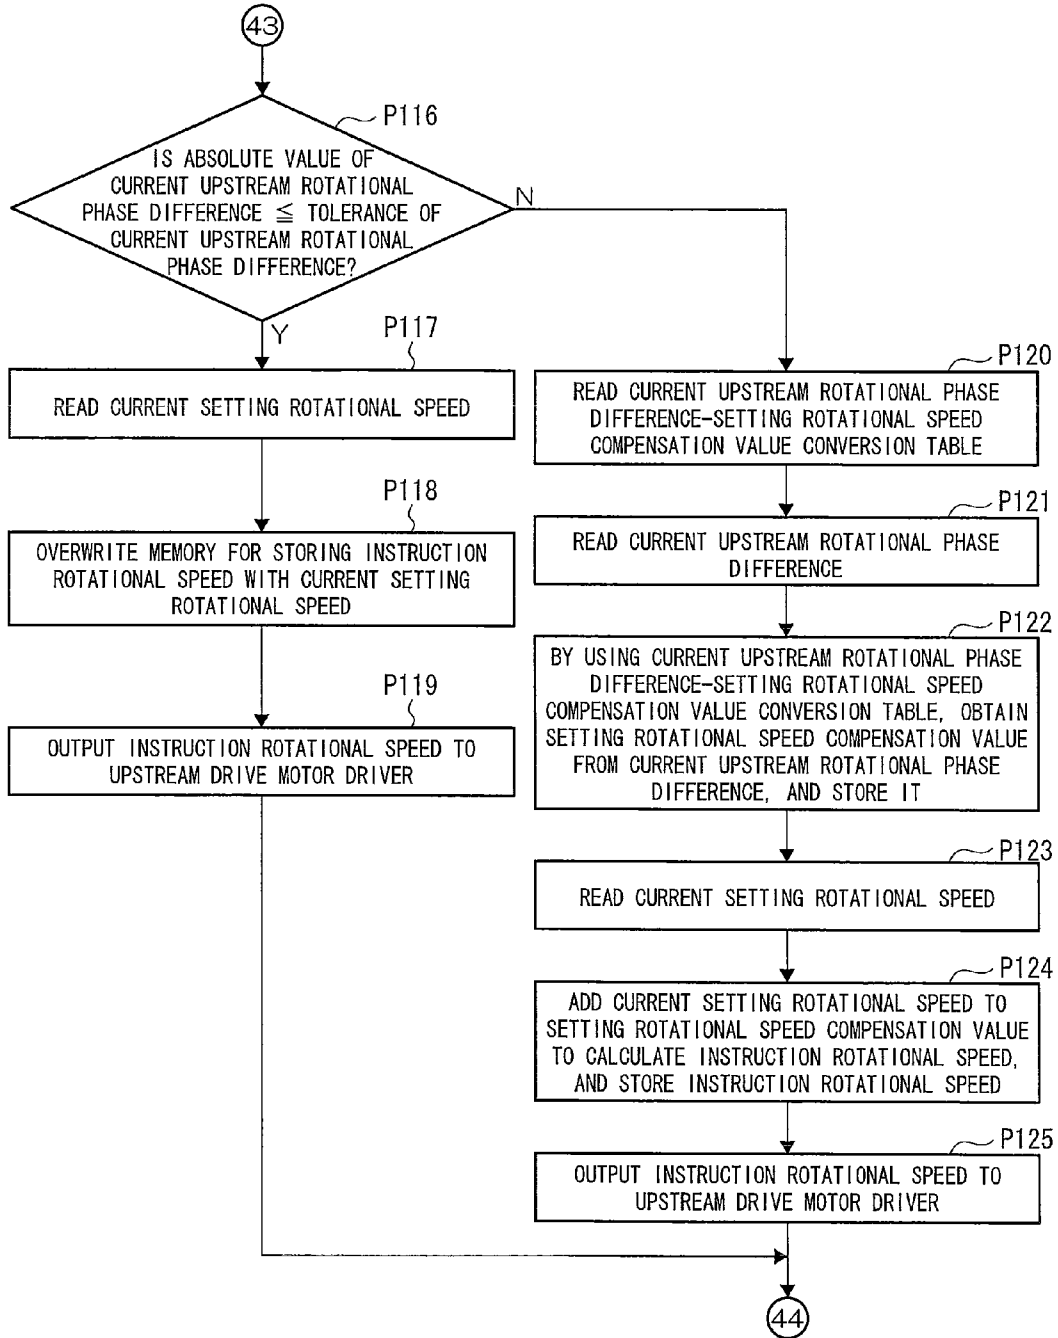 43
P116
IS ABSOLUTE VALUE OF
CURRENT UPSTREAM ROTATIONAL
PHASE DIFFERENCE ≦ TOLERANCE OF
CURRENT UPSTREAM ROTATIONAL
PHASE DIFFERENCE?
N
Y
P117
READ CURRENT SETTING ROTATIONAL SPEED
P118
OVERWRITE MEMORY FOR STORING INSTRUCTION
ROTATIONAL SPEED WITH CURRENT SETTING
ROTATIONAL SPEED
P119
OUTPUT INSTRUCTION ROTATIONAL SPEED TO
UPSTREAM DRIVE MOTOR DRIVER
P120
READ CURRENT UPSTREAM ROTATIONAL PHASE
DIFFERENCE-SETTING ROTATIONAL SPEED
COMPENSATION VALUE CONVERSION TABLE
P121
READ CURRENT UPSTREAM ROTATIONAL PHASE
DIFFERENCE
P122
BY USING CURRENT UPSTREAM ROTATIONAL PHASE
DIFFERENCE-SETTING ROTATIONAL SPEED
COMPENSATION VALUE CONVERSION TABLE, OBTAIN
SETTING ROTATIONAL SPEED COMPENSATION VALUE
FROM CURRENT UPSTREAM ROTATIONAL PHASE
DIFFERENCE, AND STORE IT
P123
READ CURRENT SETTING ROTATIONAL SPEED
P124
ADD CURRENT SETTING ROTATIONAL SPEED TO
SETTING ROTATIONAL SPEED COMPENSATION VALUE
TO CALCULATE INSTRUCTION ROTATIONAL SPEED,
AND STORE INSTRUCTION ROTATIONAL SPEED
P125
OUTPUT INSTRUCTION ROTATIONAL SPEED TO
UPSTREAM DRIVE MOTOR DRIVER
44